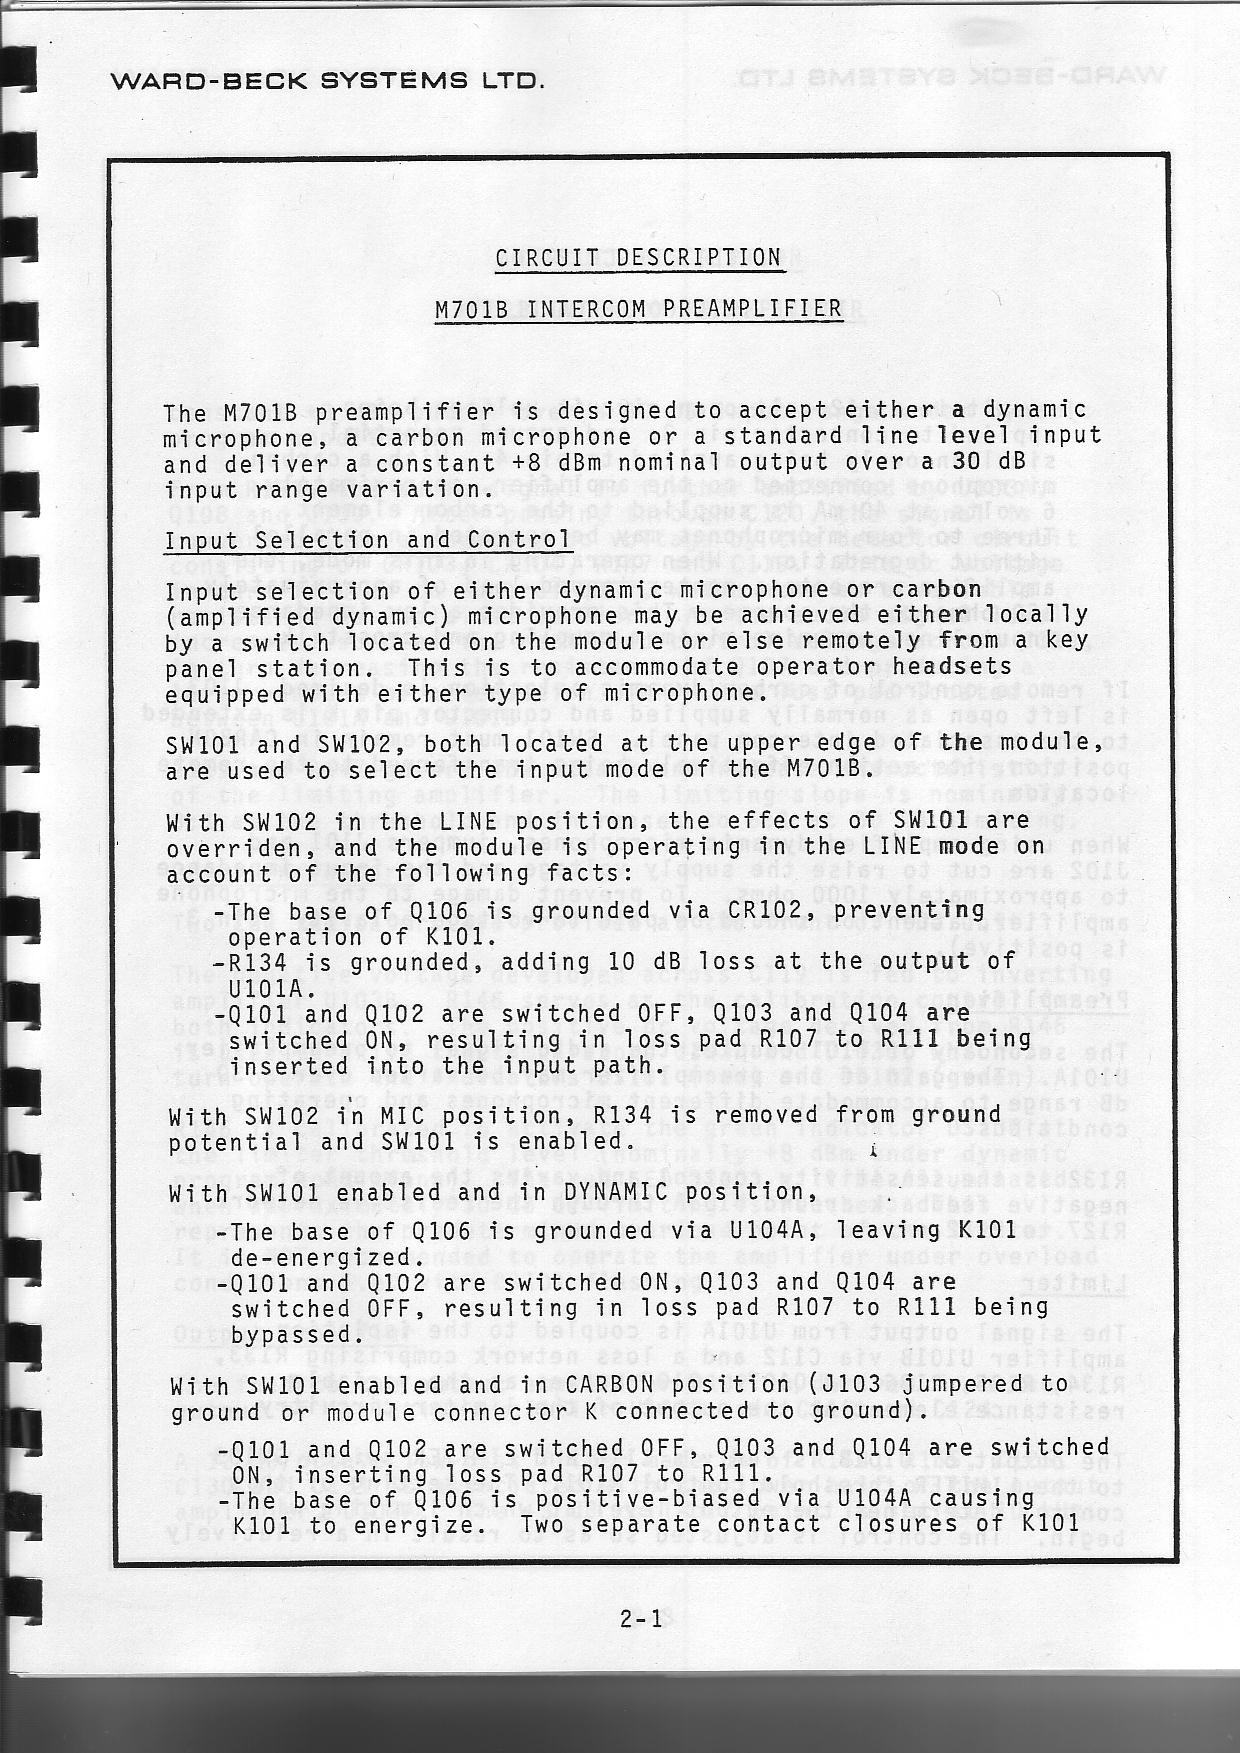 WARD-BECK SYSTEMS LTD.
CIRCUIT DESCRIPTION
M701B INTERCOM PREAMPLIFIER
The M701B preamplifier is designed to accept either a dynamic
microphone, a carbon microphone or a standard line level input
and deliver a constant +8 dBm nominal output over a 30 dB
input range variation.
Input Selection and Control
Input selection of either dynamic microphone or carbon
(amplified dynamic) microphone may be achieved either locally
by a switch located on the module or else remotely from a key
panel station. This is to accommodate operator headsets
equipped with either type of microphone.
SW101 and SW102, both located at the upper edge of the module,
are used to select the input mode of the M701B.
With SW102 in the LINE position, the effects of SW101 are
overriden, and the module is operating in the LINE mode on
account of the following facts:
-The base of Q106 is grounded via CR102, preventing
operation of K101.
-R134 is grounded, adding 10 dB loss at the output of
U101A.
-Q101 and Q102 are switched OFF, Q103 and Q104 are
switched ON, resulting in loss pad R107 to R111 being
inserted into the input path.
With SW102 in MIC position, R134 is removed from ground
potential and SW101 is enabled.
With SW101 enabled and in DYNAMIC position,
-The base of Q106 is grounded via U104A, leaving K101
de-energized.
-Q101 and Q102 are switched ON, Q103 and Q104 are
switched OFF, resulting in loss pad R107 to R111 being
bypassed.
With SW101 enabled and in CARBON position (J103 jumpered to
ground or module connector K connected to ground).
-Q101 and Q102 are switched OFF, Q103 and Q104 are switched
ON, inserting loss pad R107 to R111.
-The base of Q106 is positive-biased via U104A causing
K101 to energize. Two separate contact closures of K101
2-1